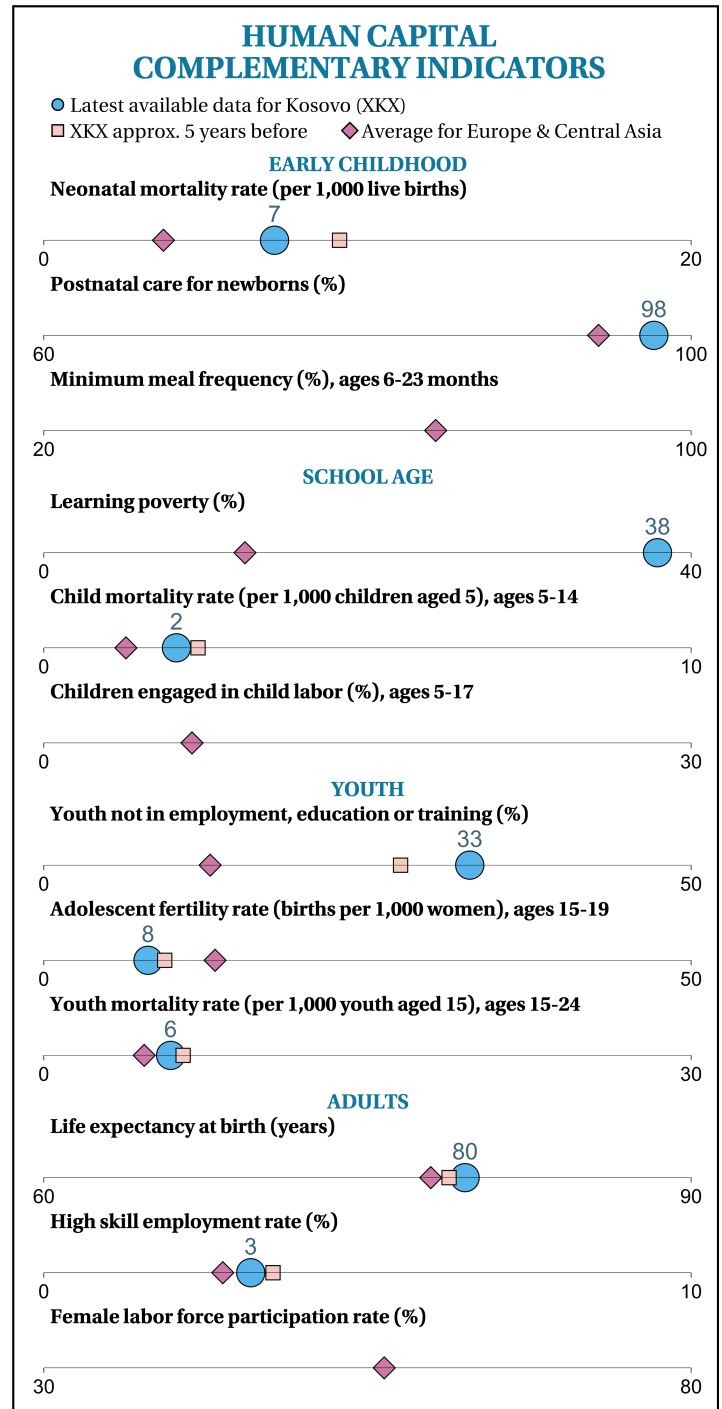 HUMAN CAPITAL
COMPLEMENTARY INDICATORS
Latest available data for Kosovo (XKX)
XKX approx. 5 years before Average for Europe & Central Asia
EARLY CHILDHOOD
Neonatal mortality rate (per 1,000 live births)
7
0 20
Postnatal care for newborns (%)
98
60 100
Minimum meal frequency (%), ages 6-23 months
20 100
SCHOOL AGE
Learning poverty (%)
38
0 40
Child mortality rate (per 1,000 children aged 5), ages 5-14
2
0 10
Children engaged in child labor (%), ages 5-17
0 30
YOUTH
Youth not in employment, education or training (%)
33
0 50
Adolescent fertility rate (births per 1,000 women), ages 15-19
8
0 50
Youth mortality rate (per 1,000 youth aged 15), ages 15-24
6
0 30
ADULTS
Life expectancy at birth (years)
80
60 90
High skill employment rate (%)
3
0 10
Female labor force participation rate (%)
30 80